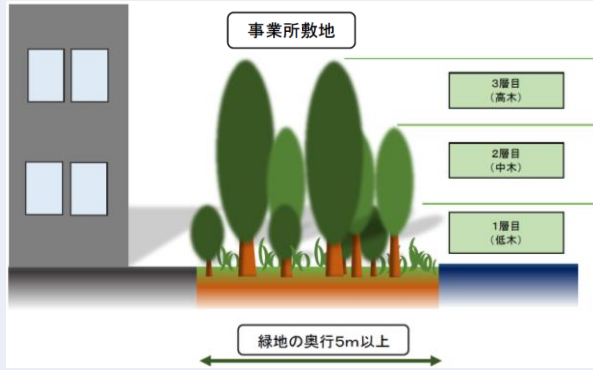 事業所敷地
3層目
（高木）
2層目
（中木）
1層目
（低木）
緑地の奥行5m以上